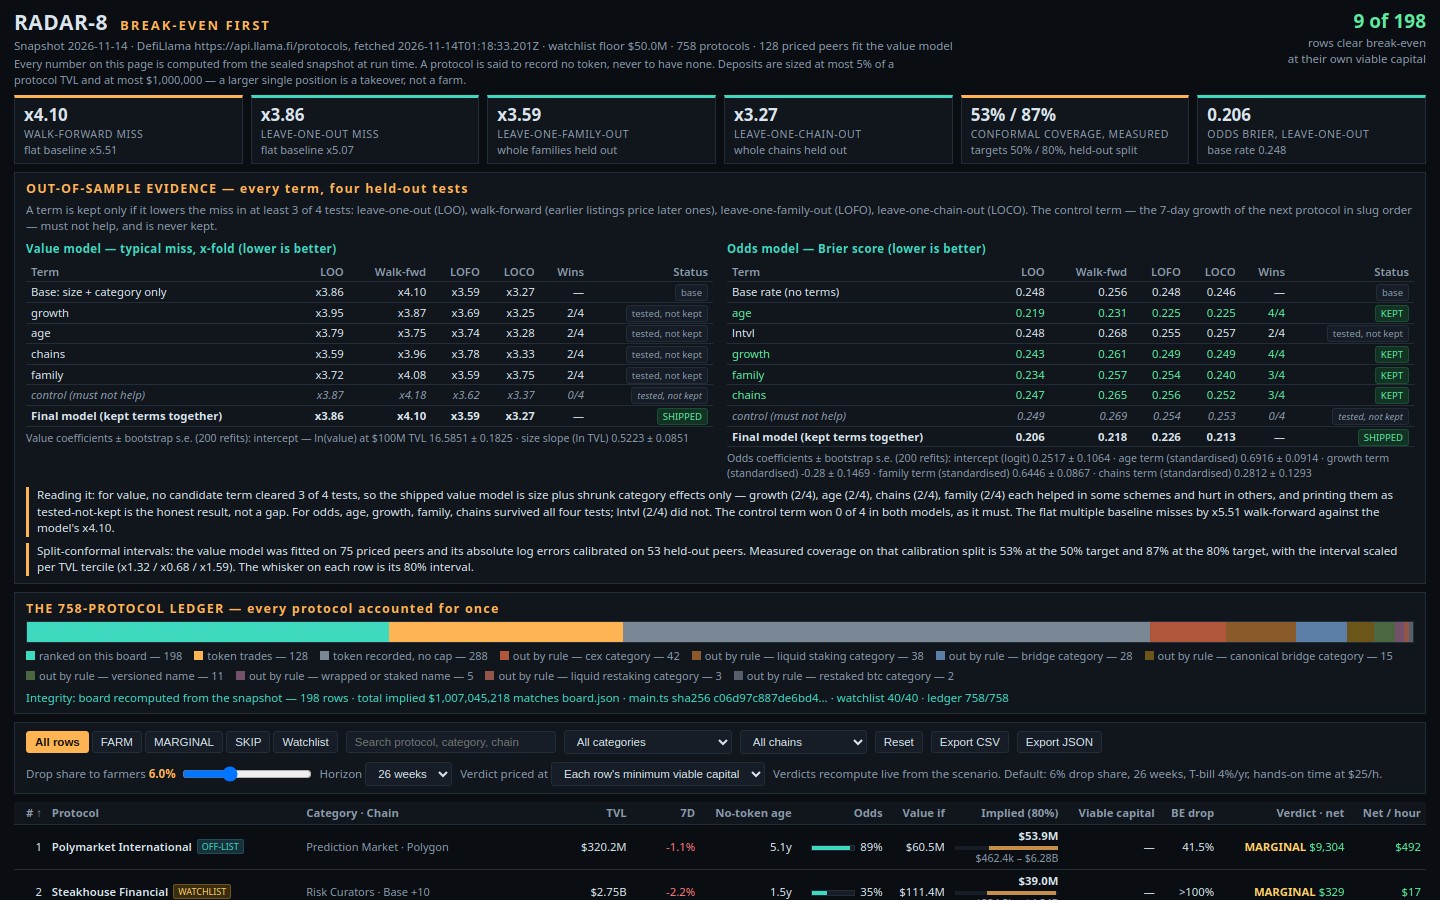 RADAR-8 BREAK-EVEN FIRST
9 of 198
Snapshot 2026-11-14 · DefiLlama https://api.llama.fi/protocols, fetched 2026-11-14T01:18:33.201Z · watchlist floor $50.0M · 758 protocols · 128 priced peers fit the value model
rows clear break-even
at their own viable capital
Every number on this page is computed from the sealed snapshot at run time. A protocol is said to record no token, never to have none. Deposits are sized at most 5% of a
protocol TVL and at most $1,000,000 — a larger single position is a takeover, not a farm.
x4.10
WALK-FORWARD MISS
flat baseline x5.51
x3.86
LEAVE-ONE-OUT MISS
flat baseline x5.07
x3.59
LEAVE-ONE-FAMILY-OUT
whole families held out
x3.27
LEAVE-ONE-CHAIN-OUT
whole chains held out
53% / 87%
CONFORMAL COVERAGE, MEASURED
targets 50% / 80%, held-out split
0.206
ODDS BRIER, LEAVE-ONE-OUT
base rate 0.248
OUT-OF-SAMPLE EVIDENCE — every term, four held-out tests
A term is kept only if it lowers the miss in at least 3 of 4 tests: leave-one-out (LOO), walk-forward (earlier listings price later ones), leave-one-family-out (LOFO), leave-one-chain-out (LOCO). The control term — the 7-day growth of the next protocol in slug order
— must not help, and is never kept.
Value model — typical miss, x-fold (lower is better)
Term LOO Walk-fwd LOFO LOCO Wins Status
Base: size + category only x3.86 x4.10 x3.59 x3.27 — base
growth x3.95 x3.87 x3.69 x3.25 2/4 tested, not kept
age x3.79 x3.75 x3.74 x3.28 2/4 tested, not kept
chains x3.59 x3.96 x3.78 x3.33 2/4 tested, not kept
family x3.72 x4.08 x3.59 x3.75 2/4 tested, not kept
control (must not help) x3.87 x4.18 x3.62 x3.37 0/4 tested, not kept
Final model (kept terms together) x3.86 x4.10 x3.59 x3.27 — SHIPPED
Value coefficients ± bootstrap s.e. (200 refits): intercept — ln(value) at $100M TVL 16.5851 ± 0.1825 · size slope (ln TVL) 0.5223 ± 0.0851
Odds model — Brier score (lower is better)
Term LOO Walk-fwd LOFO LOCO Wins Status
Base rate (no terms) 0.248 0.256 0.248 0.246 — base
age 0.219 0.231 0.225 0.225 4/4 KEPT
lntvl 0.248 0.268 0.255 0.257 2/4 tested, not kept
growth 0.243 0.261 0.249 0.249 4/4 KEPT
family 0.234 0.257 0.254 0.240 3/4 KEPT
chains 0.247 0.265 0.256 0.252 3/4 KEPT
control (must not help) 0.249 0.269 0.254 0.253 0/4 tested, not kept
Final model (kept terms together) 0.206 0.218 0.226 0.213 — SHIPPED
Odds coefficients ± bootstrap s.e. (200 refits): intercept (logit) 0.2517 ± 0.1064 · age term (standardised) 0.6916 ± 0.0914 · growth term
(standardised) -0.28 ± 0.1469 · family term (standardised) 0.6446 ± 0.0867 · chains term (standardised) 0.2812 ± 0.1293
Reading it: for value, no candidate term cleared 3 of 4 tests, so the shipped value model is size plus shrunk category effects only — growth (2/4), age (2/4), chains (2/4), family (2/4) each helped in some schemes and hurt in others, and printing them as
tested-not-kept is the honest result, not a gap. For odds, age, growth, family, chains survived all four tests; lntvl (2/4) did not. The control term won 0 of 4 in both models, as it must. The flat multiple baseline misses by x5.51 walk-forward against the
model's x4.10.
Split-conformal intervals: the value model was fitted on 75 priced peers and its absolute log errors calibrated on 53 held-out peers. Measured coverage on that calibration split is 53% at the 50% target and 87% at the 80% target, with the interval scaled
per TVL tercile (x1.32 / x0.68 / x1.59). The whisker on each row is its 80% interval.
THE 758-PROTOCOL LEDGER — every protocol accounted for once
ranked on this board — 198 token trades — 128 token recorded, no cap — 288 out by rule — cex category — 42 out by rule — liquid staking category — 38 out by rule — bridge category — 28 out by rule — canonical bridge category — 15
out by rule — versioned name — 11 out by rule — wrapped or staked name — 5 out by rule — liquid restaking category — 3 out by rule — restaked btc category — 2
Integrity: board recomputed from the snapshot — 198 rows · total implied $1,007,045,218 matches board.json · main.ts sha256 c06d97c887de6bd4... · watchlist 40/40 · ledger 758/758
All rows FARM MARGINAL SKIP Watchlist Search protocol, category, chain All categories All chains Reset Export CSV Export JSON
Drop share to farmers 6.0% Horizon 26 weeks Verdict priced at Each row's minimum viable capital Verdicts recompute live from the scenario. Default: 6% drop share, 26 weeks, T-bill 4%/yr, hands-on time at $25/h.
# ↑ Protocol Category · Chain TVL 7D No-token age Odds Value if Implied (80%) Viable capital BE drop Verdict · net Net / hour
1 Polymarket International OFF-LIST Prediction Market · Polygon $320.2M -1.1% 5.1y 89% $60.5M $53.9M — 41.5% MARGINAL $9,304 $492
$462.4k – $6.28B
2 Steakhouse Financial WATCHLIST Risk Curators · Base +10 $2.75B -2.2% 1.5y 35% $111.4M $39.0M — >100% MARGINAL $329 $17